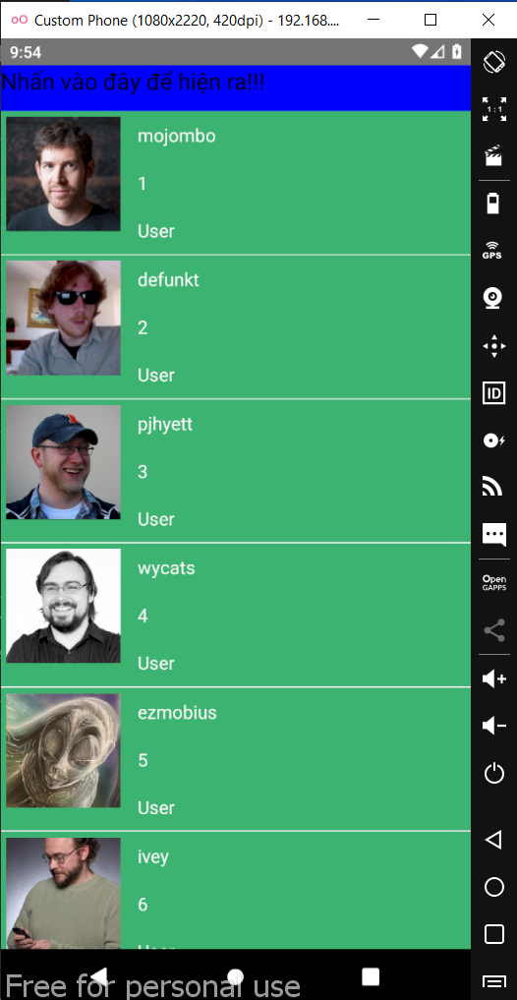 Custom Phone (1080x2220, 420dpi) - 192.168....
9:54
Nhấn vào đây để hiện ra!!!
mojombo
1
User
defunkt
2
User
pjhyett
3
User
wycats
4
User
ezmobius
5
User
ivey
6
User
1:1
GPS
ID
Open
GAPPS
Free for personal use